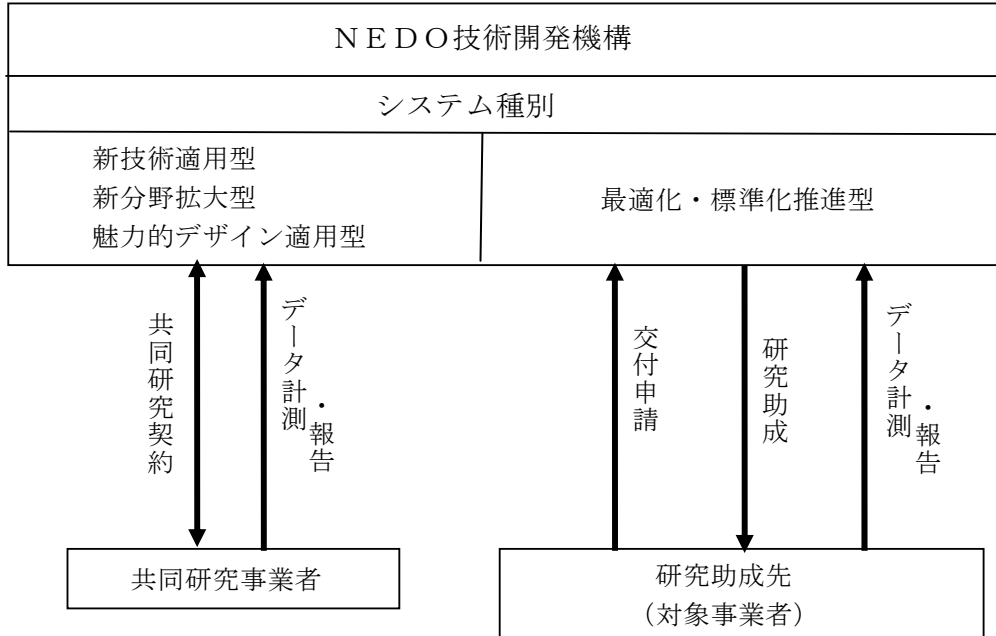 ＮＥＤＯ技術開発機構
システム種別
新技術適用型
新分野拡大型
魅力的デザイン適用型
最適化・標準化推進型
共同研究契約
データ計測
・報告
交付申請
研究助成
データ計測
・報告
共同研究事業者
研究助成先
（対象事業者）